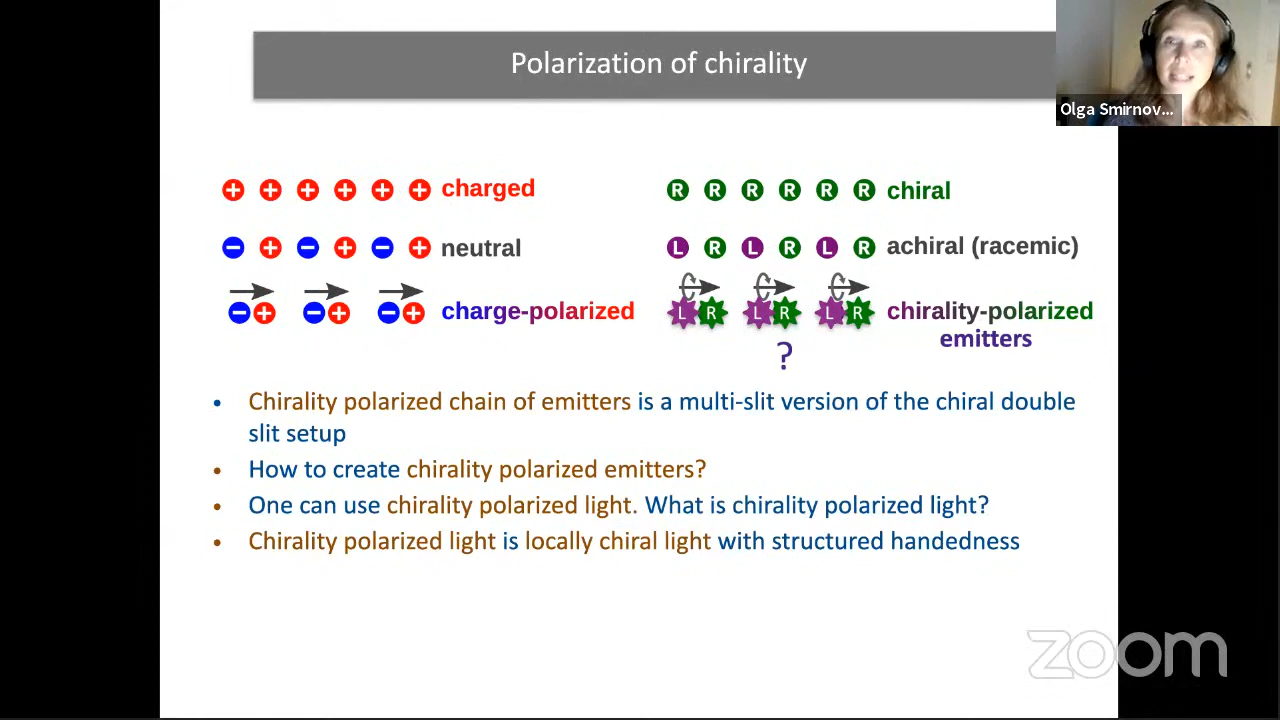 Polarization of chirality
Olga Smirnov...
+ + + + + + charged
R R R R R R chiral
− + − + − + neutral
L R L R L R achiral (racemic)
− + − + − + charge-polarized
L R L R L R chirality-polarized
emitters
?
• Chirality polarized chain of emitters is a multi-slit version of the chiral double
slit setup
• How to create chirality polarized emitters?
• One can use chirality polarized light. What is chirality polarized light?
• Chirality polarized light is locally chiral light with structured handedness
zoom